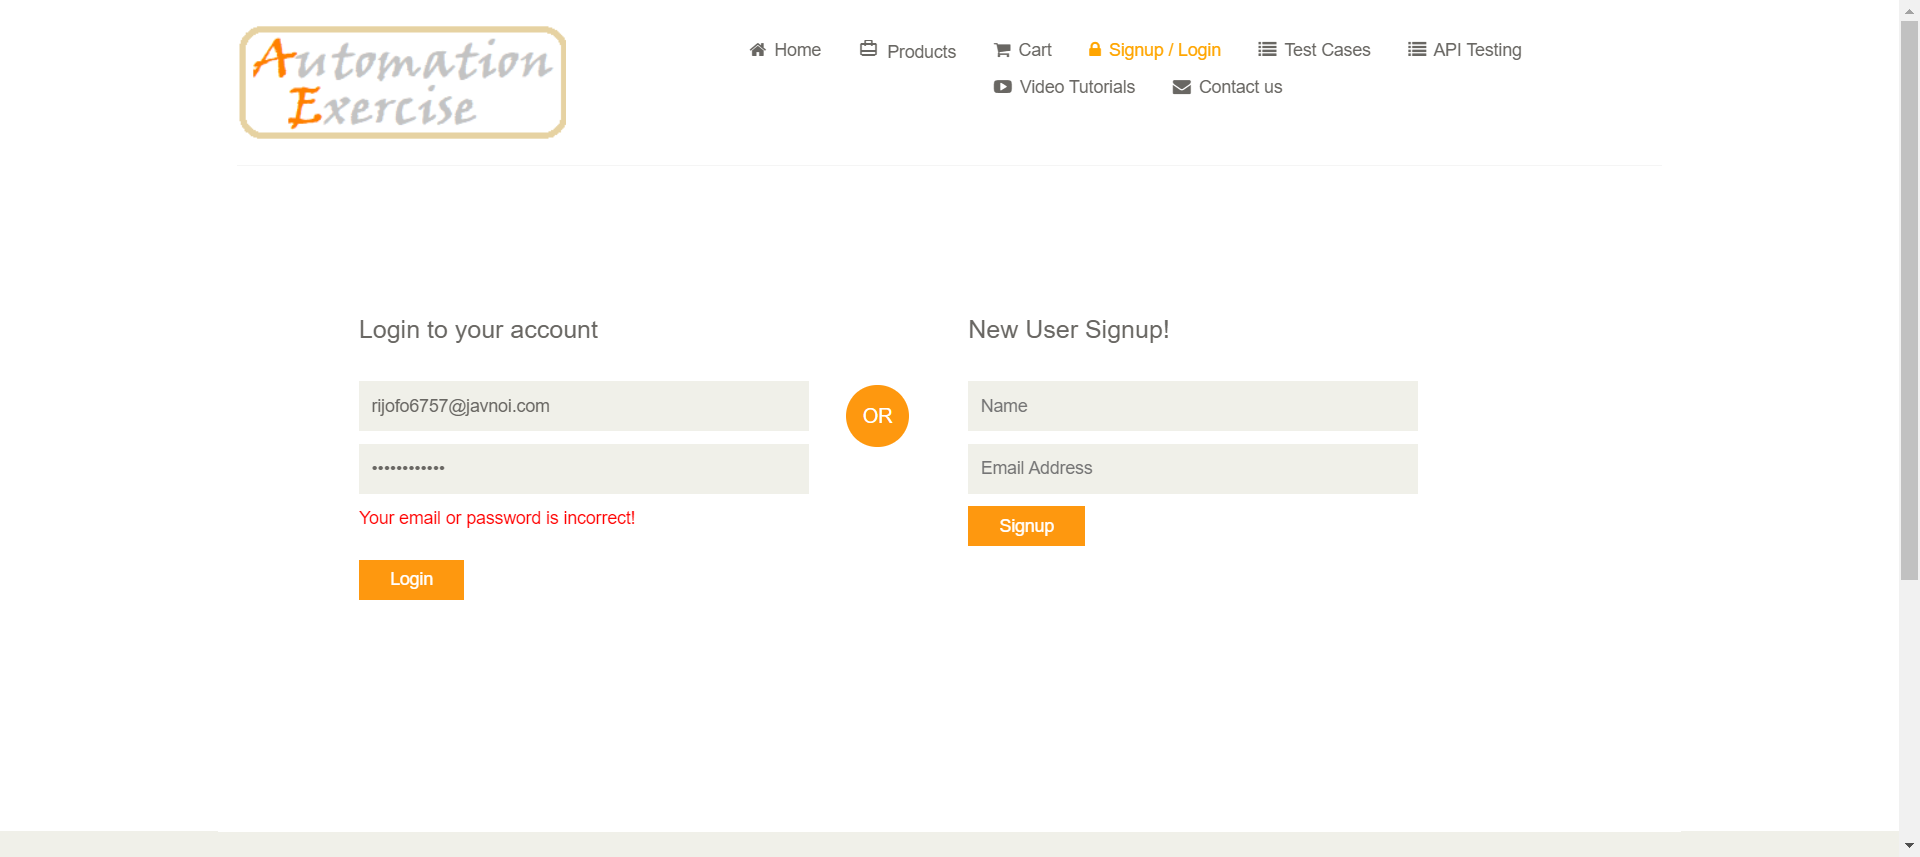 Automation
Exercise
Home Products Cart Signup / Login Test Cases API Testing
Video Tutorials Contact us
Login to your account
rijofo6757@javnoi.com
••••••••••••
Your email or password is incorrect!
Login
OR
New User Signup!
Name
Email Address
Signup